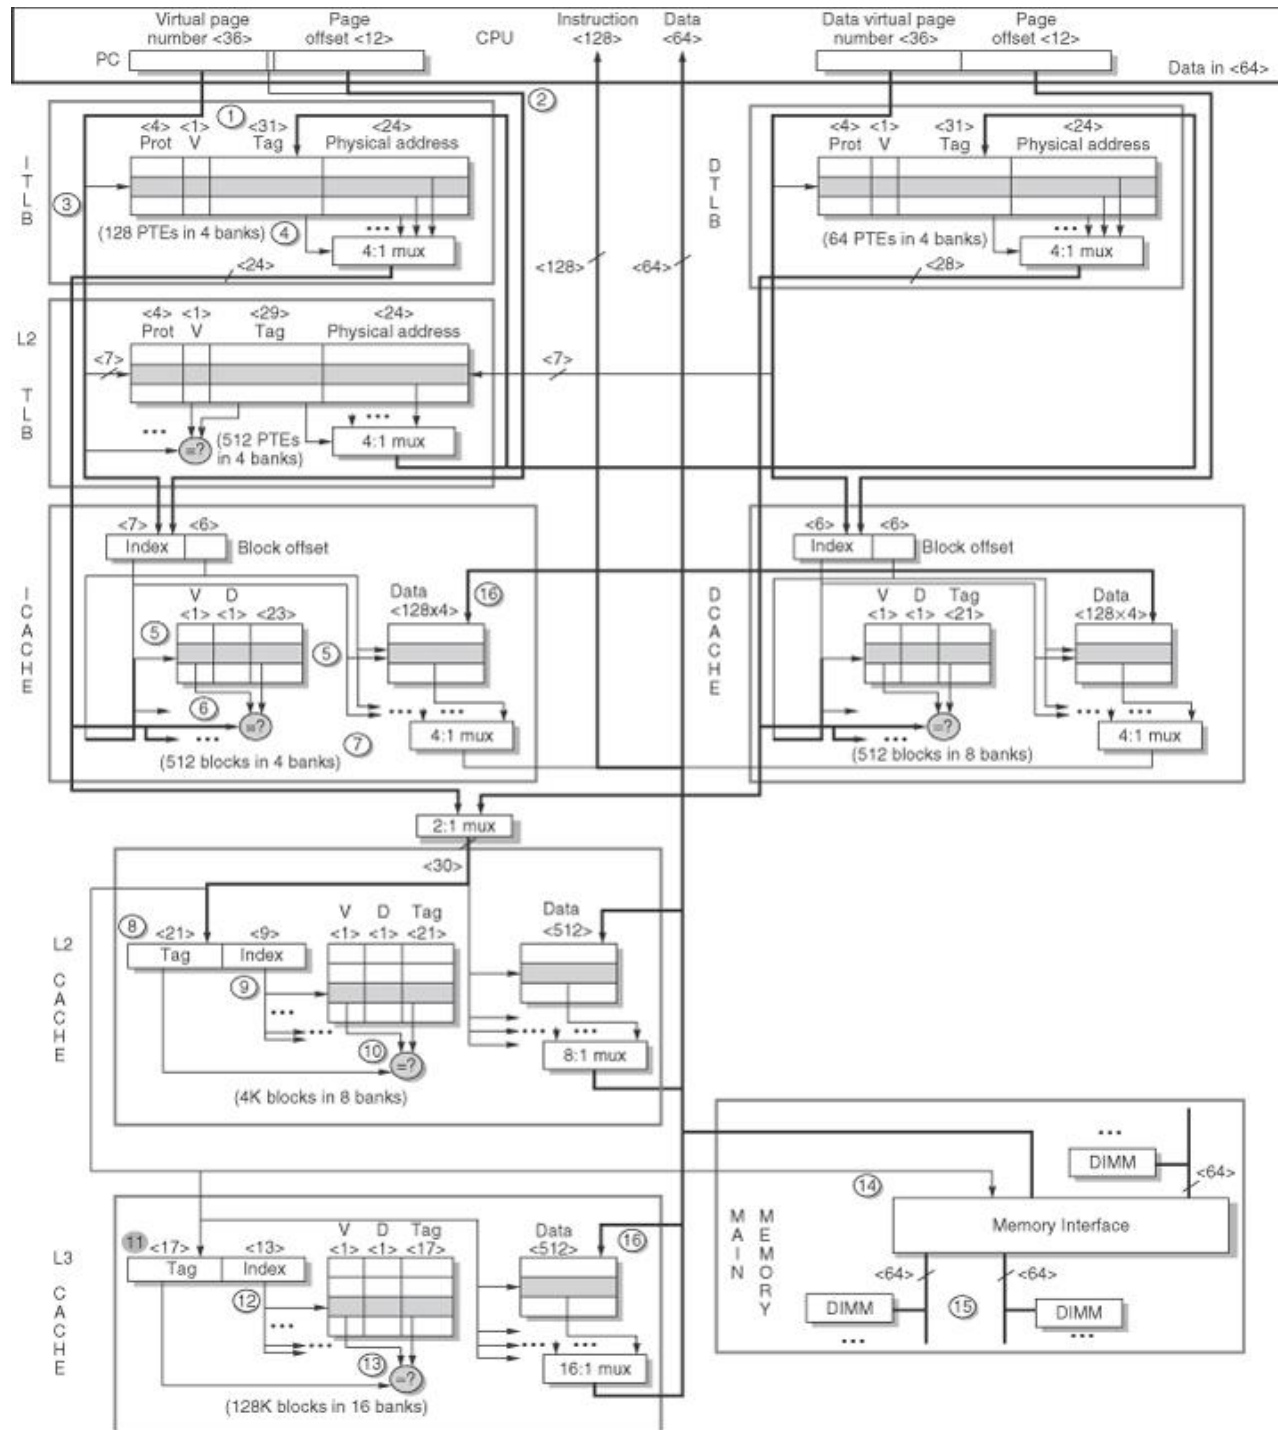 Virtual page
number <36>
Page
offset <12>
CPU
Instruction
<128>
Data
<64>
Data virtual page
number <36>
Page
offset <12>
PC
Data in <64>
1
2
ITLB
<4> <1> <31> <24>
Prot V Tag Physical address
3
(128 PTEs in 4 banks) 4
•••
4:1 mux
<24>
<128>
<64>
DTLB
<4> <1> <31> <24>
Prot V Tag Physical address
(64 PTEs in 4 banks)
•••
4:1 mux
<28>
L2
TLB
<4> <1> <29> <24>
Prot V Tag Physical address
<7>
<7>
•••
=?
(512 PTEs
in 4 banks)
•••
4:1 mux
ICACHE
<7> <6>
Index
Block offset
V D
<1> <1> <23>
Data
<128x4>
16
5
5
6
=?
•••
7
••• •••
4:1 mux
(512 blocks in 4 banks)
DCACHE
<6> <6>
Index
Block offset
V D Tag
<1> <1> <21>
Data
<128×4>
=?
•••
••• •••
4:1 mux
(512 blocks in 8 banks)
2:1 mux
<30>
L2
CACHE
8
<21> <9>
Tag Index
9
V D Tag
<1> <1> <21>
Data
<512>
•••
•••
10
=?
••• •••
8:1 mux
(4K blocks in 8 banks)
L3
CACHE
11
<17> <13>
Tag Index
12
V D Tag
<1> <1> <17>
Data
<512>
16
•••
•••
13
=?
••• •••
16:1 mux
(128K blocks in 16 banks)
MAIN
MEMORY
•••
DIMM
<64>
14
Memory Interface
<64>
<64>
DIMM
•••
15
DIMM
•••